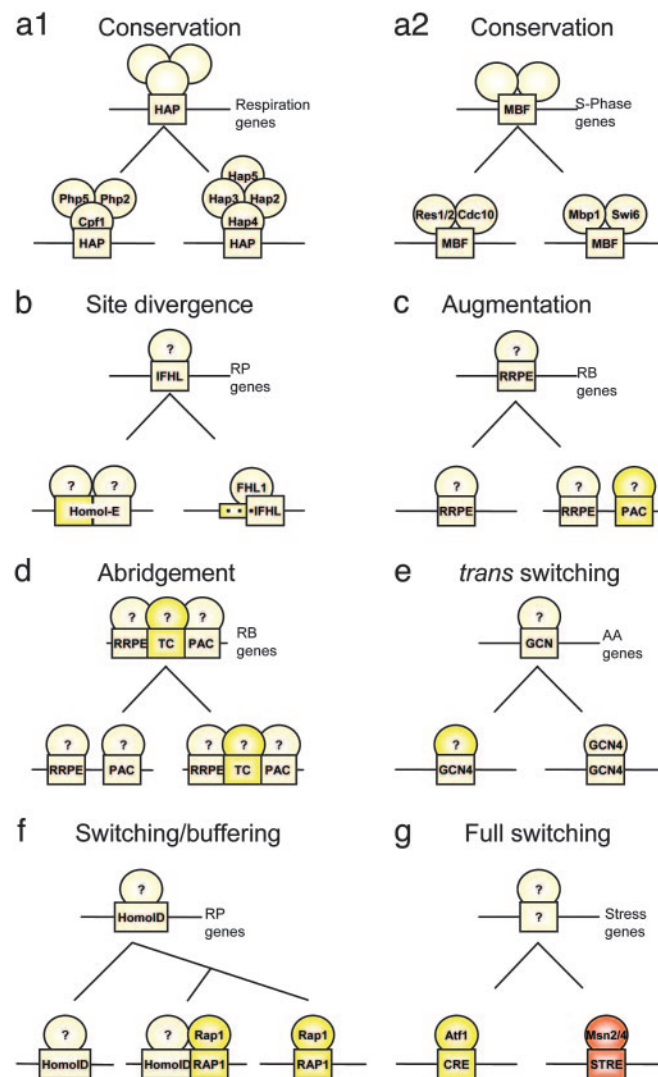 a1 Conservation
HAP
Respiration
genes
Php5 Php2
Cpf1
HAP
Hap5
Hap3 Hap2
Hap4
HAP
a2 Conservation
MBF
S-Phase
genes
Res1/2 Cdc10
MBF
Mbp1 Swi6
MBF
b Site divergence
?
IFHL
RP
genes
? ?
Homol-E
FHL1
IFHL
c Augmentation
?
RRPE
RB
genes
?
RRPE
? ?
RRPE PAC
d Abridgement
? ? ?
RRPE TC PAC
RB
genes
? ?
RRPE PAC
? ? ?
RRPE TC PAC
e trans switching
?
GCN
AA
genes
?
GCN4
GCN4
GCN4
f Switching/buffering
?
HomolD
RP
genes
?
HomolD
? Rap1
HomolD RAP1
Rap1
RAP1
g Full switching
?
?
Stress
genes
Atf1
CRE
Msn2/4
STRE